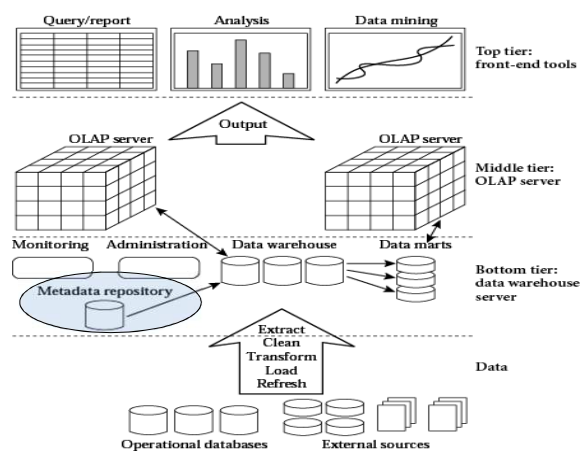 Query/report
Analysis
Data mining
Top tier:
front-end tools
Output
OLAP server
OLAP server
Middle tier:
OLAP server
Monitoring
Administration
Data warehouse
Data marts
Metadata repository
Bottom tier:
data warehouse
server
Extract
Clean
Transform
Load
Refresh
Data
Operational databases
External sources